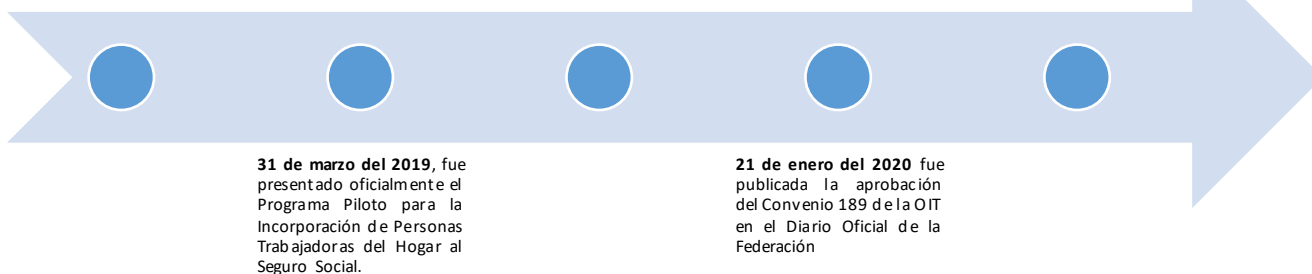 31 de marzo del 2019, fue
presentado oficialmente el
Programa Piloto para la
Incorporación de Personas
Trabajadoras del Hogar al
Seguro Social.
21 de enero del 2020 fue
publicada la aprobación
del Convenio 189 de la OIT
en el Diario Oficial de la
Federación